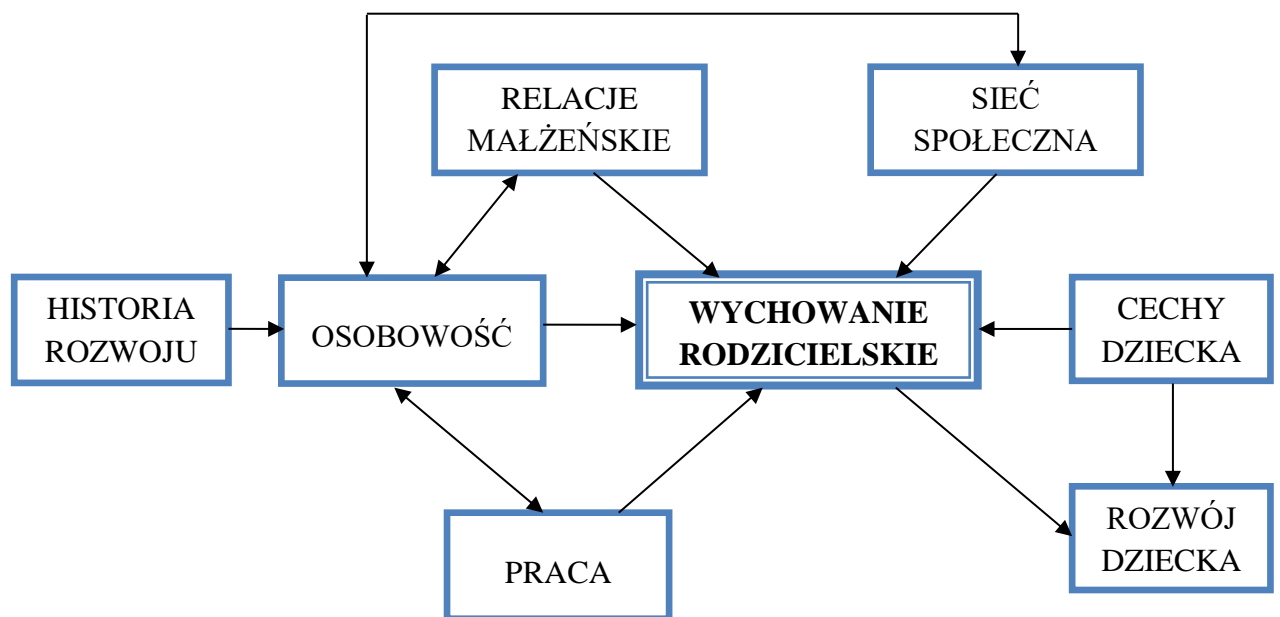 RELACJE
MAŁŻEŃSKIE
SIEĆ
SPOŁECZNA
HISTORIA
ROZWOJU
OSOBOWOŚĆ
WYCHOWANIE
RODZICIELSKIE
CECHY
DZIECKA
PRACA
ROZWÓJ
DZIECKA